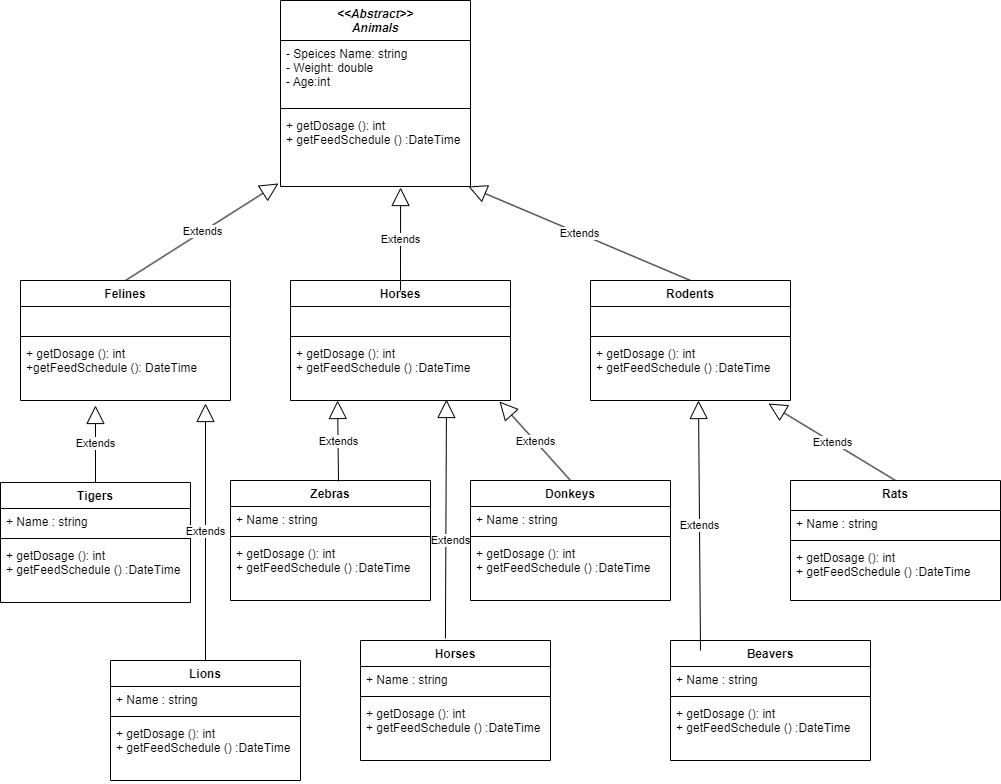 <<Abstract>>
Animals
- Speices Name: string
- Weight: double
- Age:int
+ getDosage (): int
+ getFeedSchedule () :DateTime
Extends
Extends
Extends
Felines
+ getDosage (): int
+getFeedSchedule (): DateTime
Horses
+ getDosage (): int
+ getFeedSchedule () :DateTime
Rodents
+ getDosage (): int
+ getFeedSchedule () :DateTime
Extends
Extends
Extends
Extends
Extends
Extends
Extends
Tigers
+ Name : string
+ getDosage (): int
+ getFeedSchedule () :DateTime
Zebras
+ Name : string
+ getDosage (): int
+ getFeedSchedule () :DateTime
Donkeys
+ Name : string
+ getDosage (): int
+ getFeedSchedule () :DateTime
Rats
+ Name : string
+ getDosage (): int
+ getFeedSchedule () :DateTime
Lions
+ Name : string
+ getDosage (): int
+ getFeedSchedule () :DateTime
Horses
+ Name : string
+ getDosage (): int
+ getFeedSchedule () :DateTime
Beavers
+ Name : string
+ getDosage (): int
+ getFeedSchedule () :DateTime